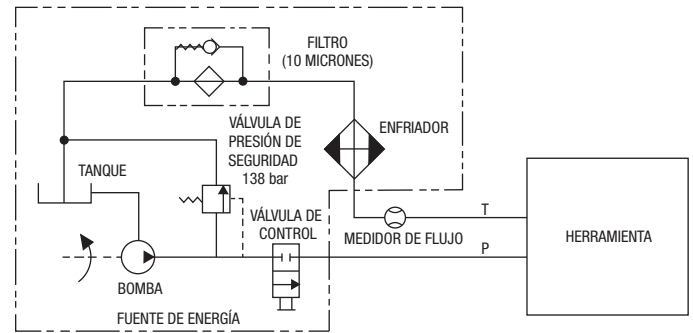 FILTRO
(10 MICRONES)
VÁLVULA DE
PRESIÓN DE
SEGURIDAD
138 bar
ENFRIADOR
TANQUE
VÁLVULA DE
CONTROL
MEDIDOR DE FLUJO
T
P
HERRAMIENTA
BOMBA
FUENTE DE ENERGÍA